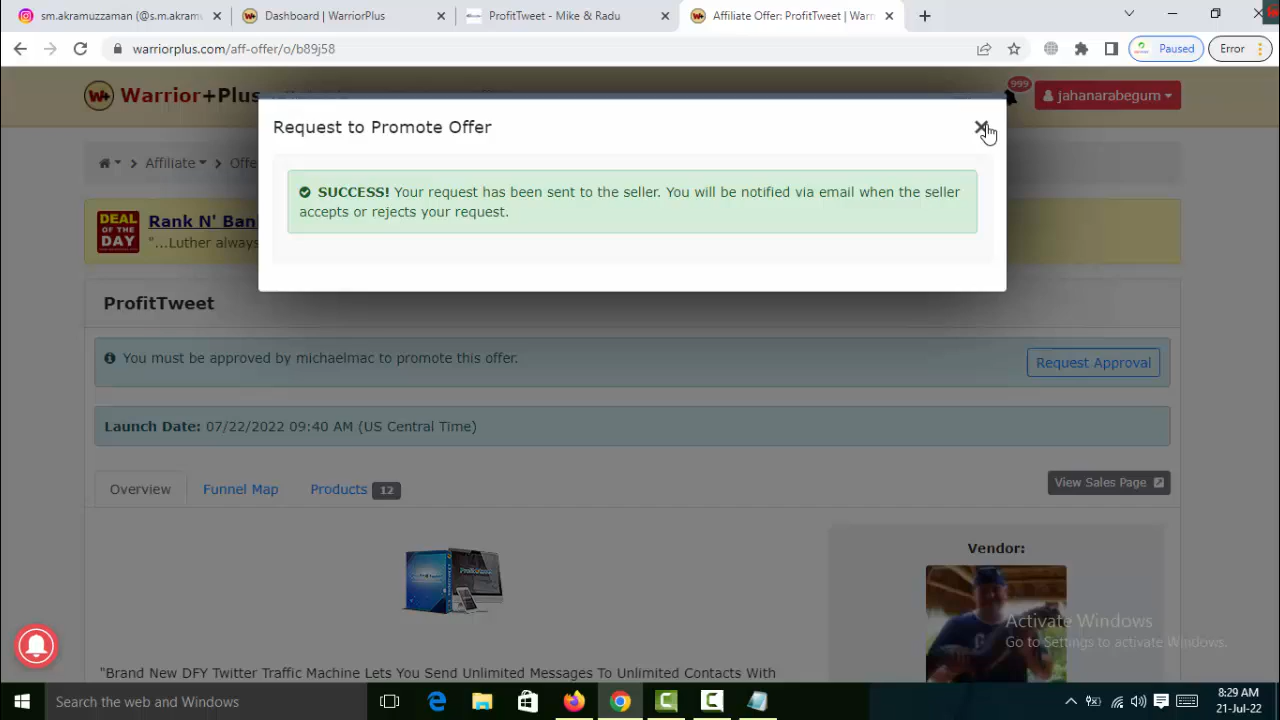 sm.akramuzzaman (@s.m.akramu
Dashboard | WarriorPlus
ProfitTweet - Mike & Radu
Affiliate Offer: ProfitTweet | Warr
warriorplus.com/aff-offer/o/b89j58
Paused
Error
Warrior+Plus
999
jahanarabegum
Request to Promote Offer
Affiliate
SUCCESS! Your request has been sent to the seller. You will be notified via email when the seller
accepts or rejects your request.
DEAL
OF THE
DAY
Rank N' Ban
"...Luther always
ProfitTweet
You must be approved by michaelmac to promote this offer.
Request Approval
Launch Date: 07/22/2022 09:40 AM (US Central Time)
Overview
Funnel Map
Products 12
View Sales Page
Vendor:
Activate Windows
Go to Settings to activate Windows.
"Brand New DFY Twitter Traffic Machine Lets You Send Unlimited Messages To Unlimited Contacts With
Search the web and Windows
8:29 AM
21-Jul-22